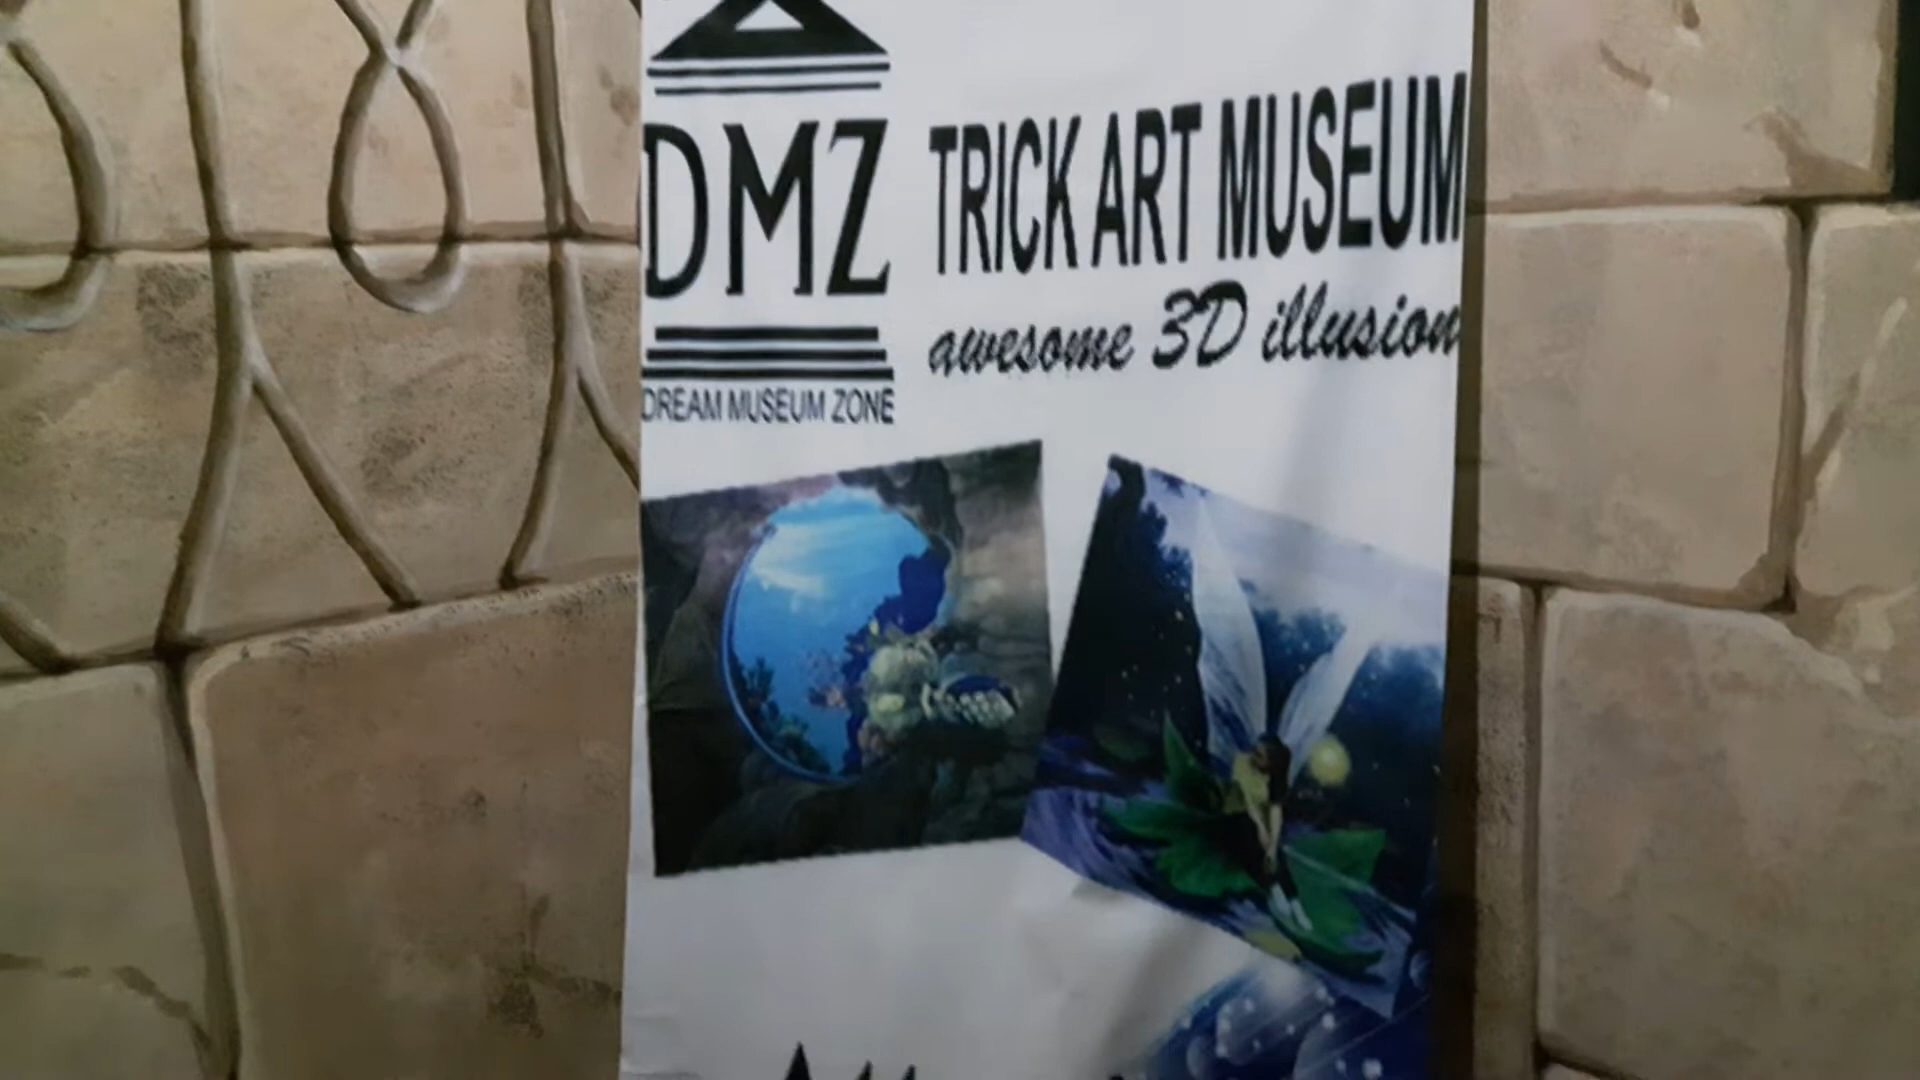 DMZ
DREAM MUSEUM ZONE
TRICK ART MUSEUM
awesome 3D illusion